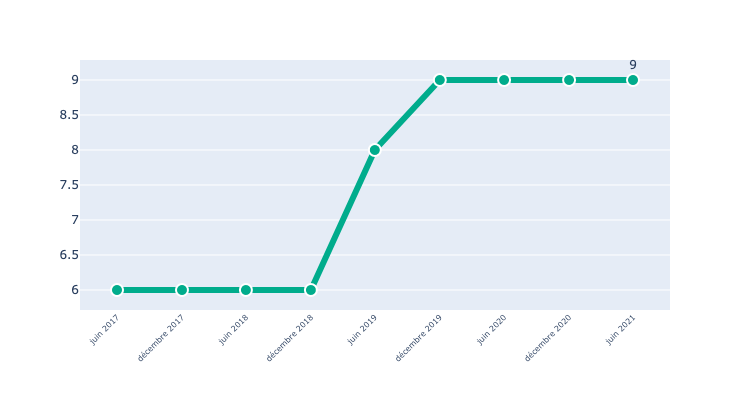 9
9
8.5
8
7.5
7
6.5
6
juin 2017
décembre 2017
juin 2018
décembre 2018
juin 2019
décembre 2019
juin 2020
décembre 2020
juin 2021